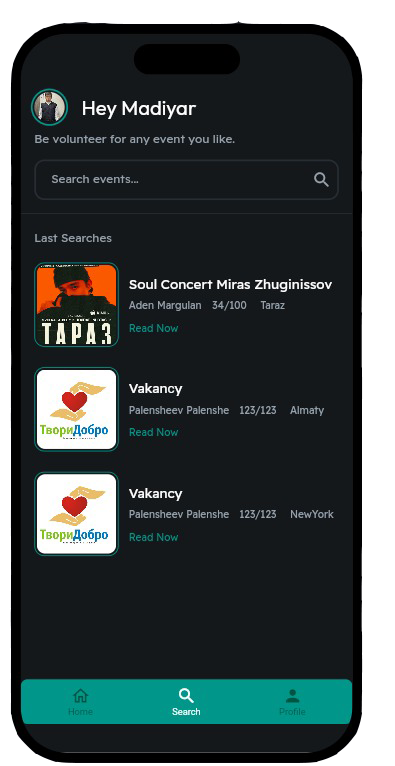 Hey Madiyar
Be volunteer for any event you like.
Search events...
Last Searches
ТАРАЗ
Soul Concert Miras Zhuginissov
Aden Margulan 34/100 Taraz
Read Now
ТвориДобро
Vakancy
Palensheev Palenshe 123/123 Almaty
Read Now
ТвориДобро
Vakancy
Palensheev Palenshe 123/123 NewYork
Read Now
Home Search Profile